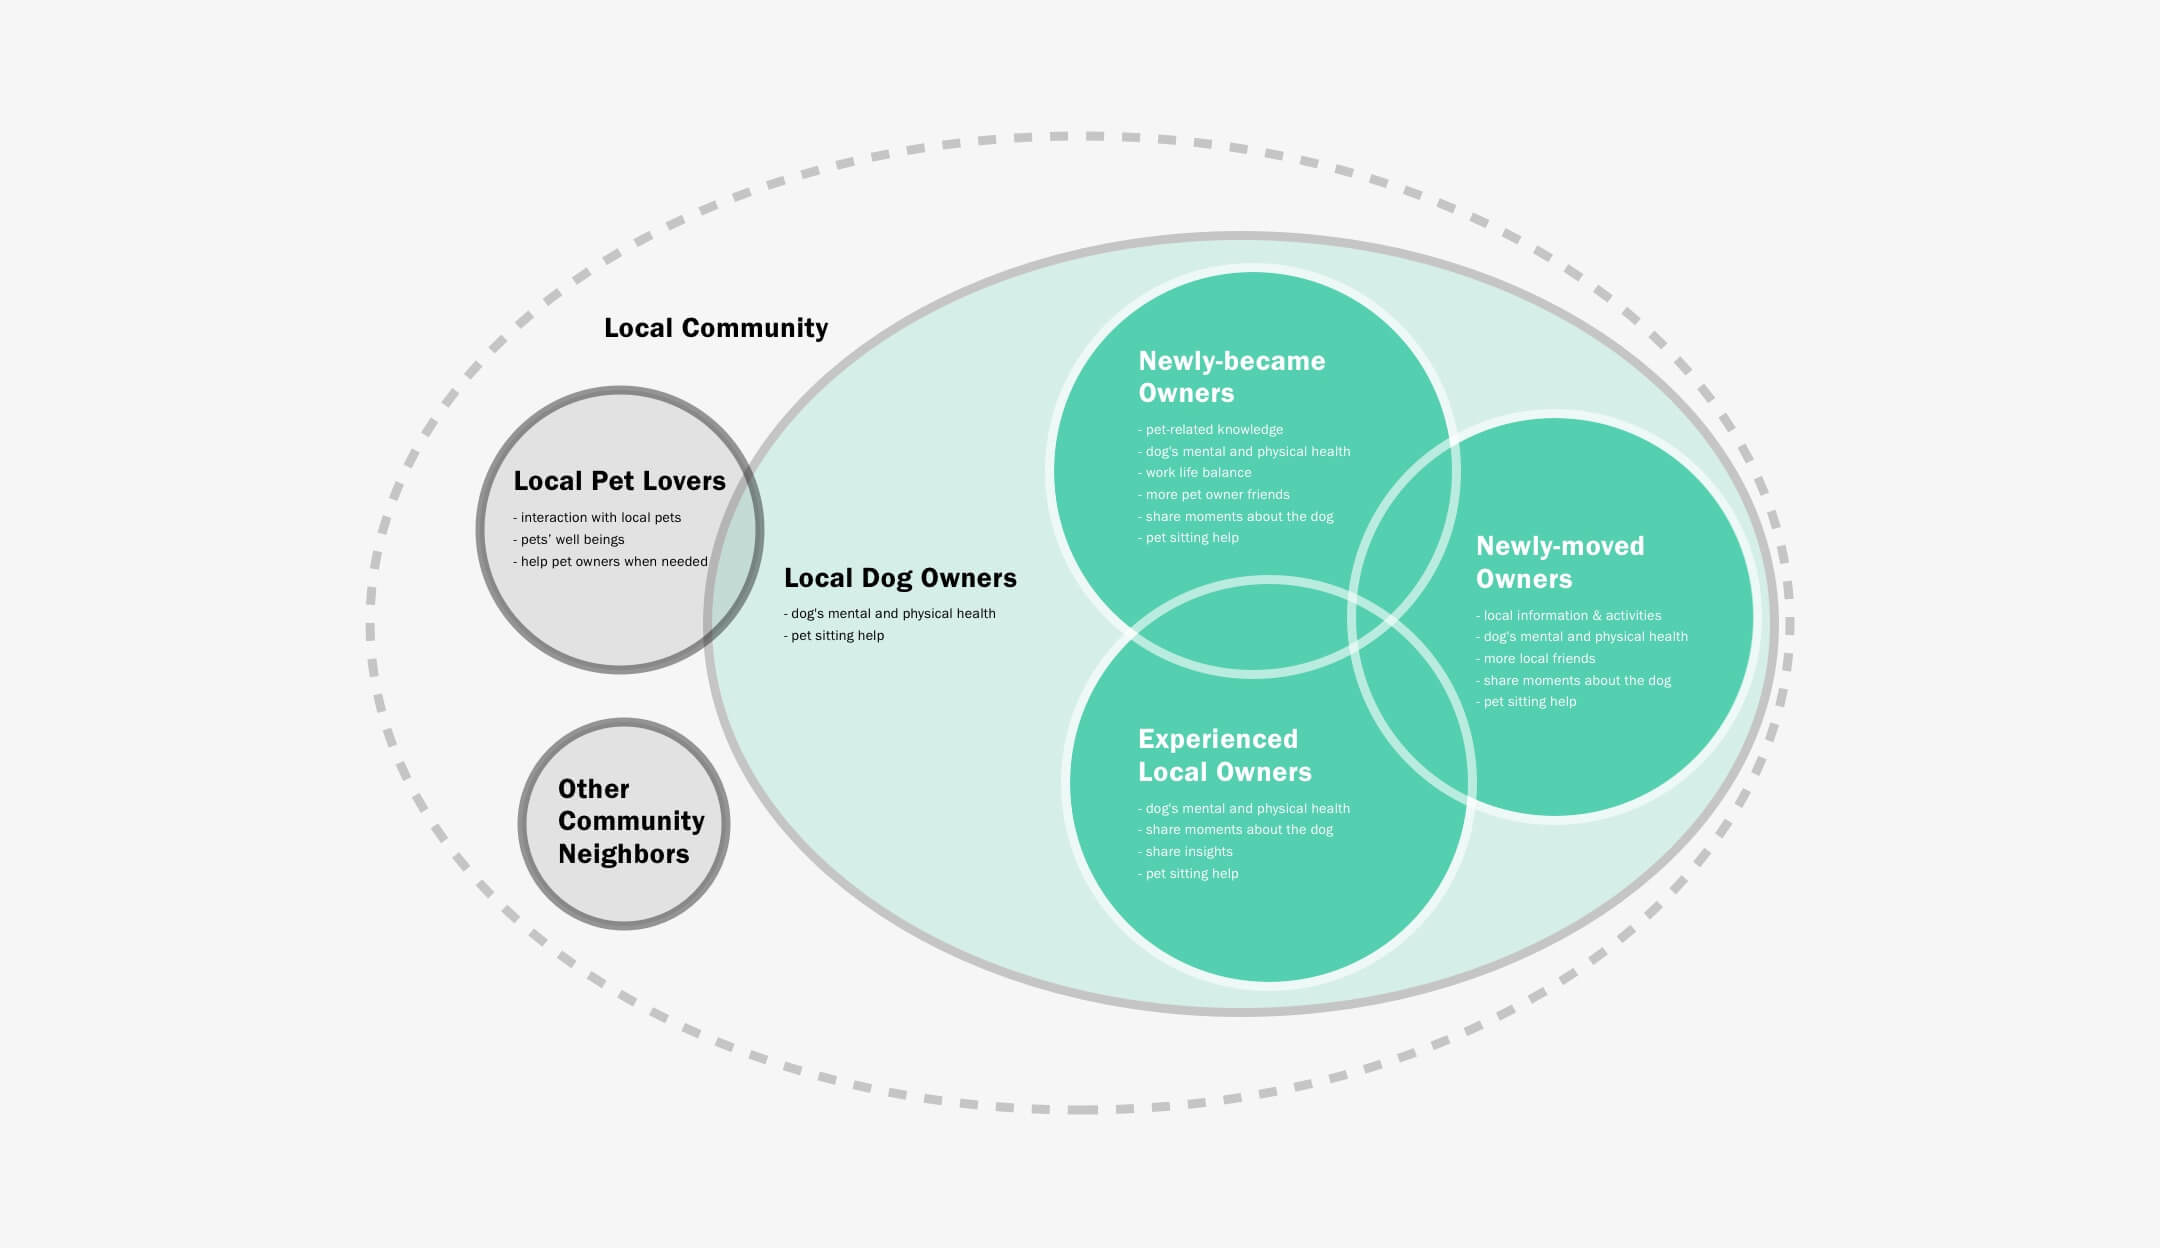 Local Community
Local Pet Lovers
- interaction with local pets
- pets’ well beings
- help pet owners when needed
Other
Community
Neighbors
Local Dog Owners
- dog's mental and physical health
- pet sitting help
Newly-became
Owners
- pet-related knowledge
- dog's mental and physical health
- work life balance
- more pet owner friends
- share moments about the dog
- pet sitting help
Newly-moved
Owners
- local information & activities
- dog's mental and physical health
- more local friends
- share moments about the dog
- pet sitting help
Experienced
Local Owners
- dog's mental and physical health
- share moments about the dog
- share insights
- pet sitting help